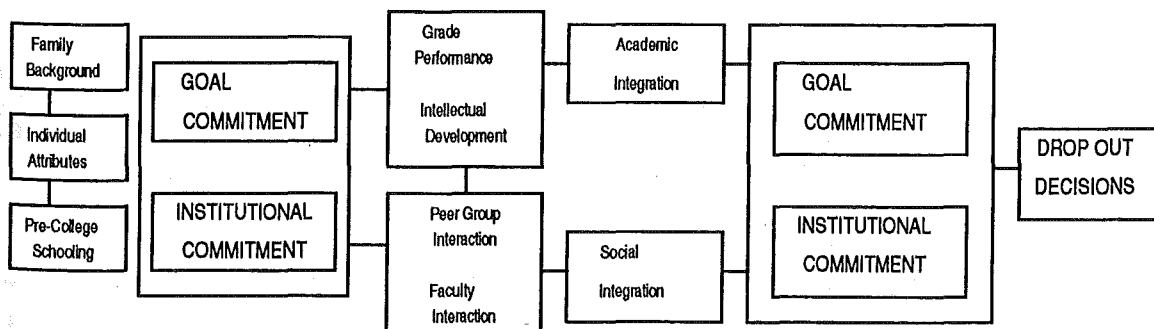 Family
Background
Individual
Attributes
Pre-College
Schooling
GOAL
COMMITMENT
INSTITUTIONAL
COMMITMENT
Grade
Performance
Intellectual
Development
Peer Group
Interaction
Faculty
Interaction
Academic
Integration
Social
Integration
GOAL
COMMITMENT
INSTITUTIONAL
COMMITMENT
DROP OUT
DECISIONS